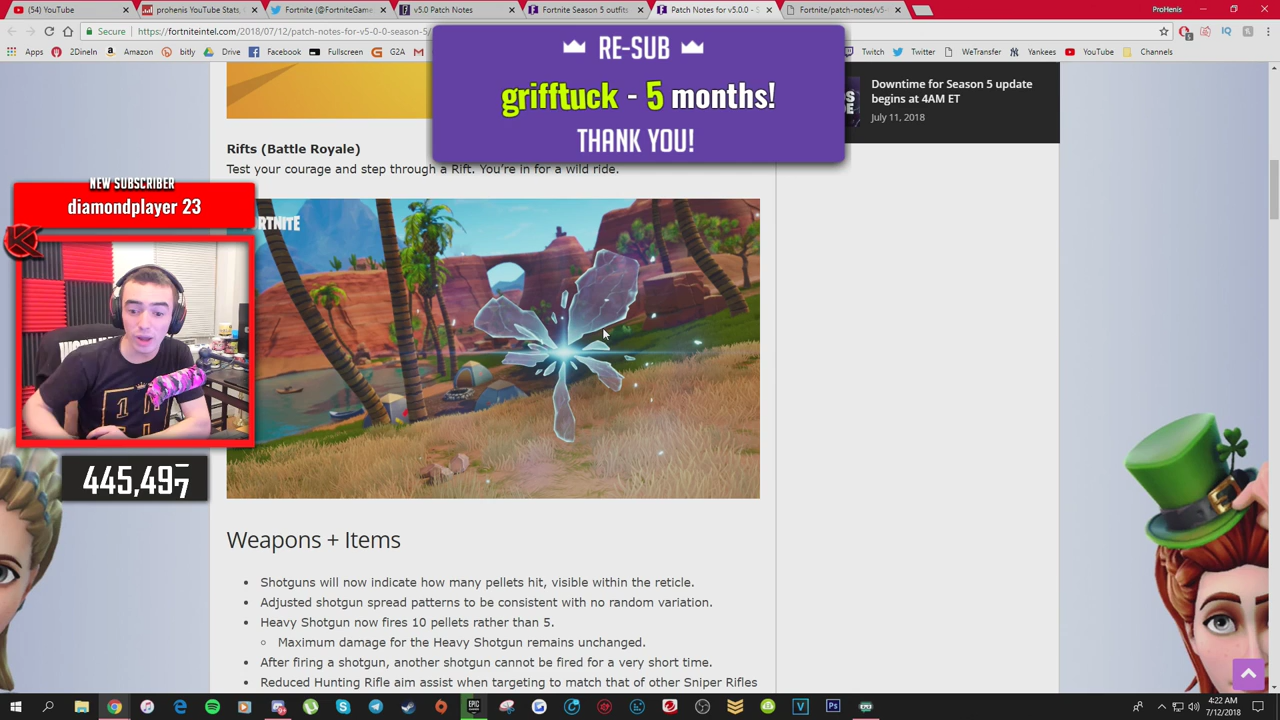 (54) YouTube
prohenis YouTube Stats,
Fortnite (@FortniteGame
v5.0 Patch Notes
Fortnite Season 5 outfits
Patch Notes for v5.0.0 - 5
Fortnite/patch-notes/v5-
ProHenis
Secure
https://fortniteintel.com/2018/07/12/patch-notes-for-v5-0-0-season-5/
Apps
2DineIn
Amazon
bitly
Drive
Facebook
Fullscreen
G2A
Twitch
Twitter
WeTransfer
Yankees
YouTube
Channels
RE-SUB
grifftuck - 5 months!
THANK YOU!
Downtime for Season 5 update
begins at 4AM ET
July 11, 2018
Rifts (Battle Royale)
Test your courage and step through a Rift. You're in for a wild ride.
NEW SUBSCRIBER
diamondplayer 23
445,497
Weapons + Items
• Shotguns will now indicate how many pellets hit, visible within the reticle.
• Adjusted shotgun spread patterns to be consistent with no random variation.
• Heavy Shotgun now fires 10 pellets rather than 5.
○ Maximum damage for the Heavy Shotgun remains unchanged.
• After firing a shotgun, another shotgun cannot be fired for a very short time.
• Reduced Hunting Rifle aim assist when targeting to match that of other Sniper Rifles
4:22 AM
7/12/2018